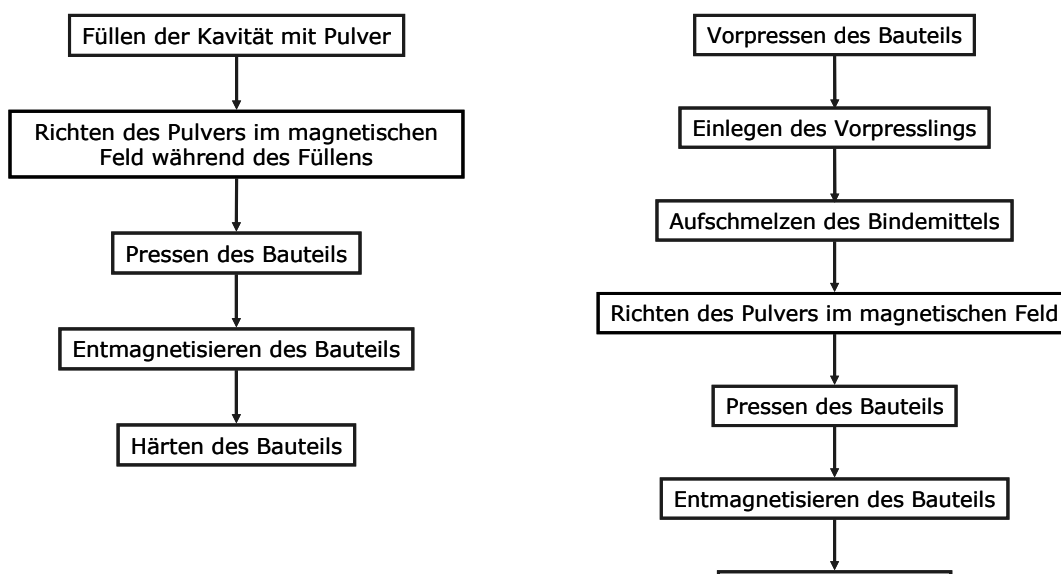 Füllen der Kavität mit Pulver
Richten des Pulvers im magnetischen
Feld während des Füllens
Pressen des Bauteils
Entmagnetisieren des Bauteils
Härten des Bauteils
Vorpressen des Bauteils
Einlegen des Vorpresslings
Aufschmelzen des Bindemittels
Richten des Pulvers im magnetischen Feld
Pressen des Bauteils
Entmagnetisieren des Bauteils